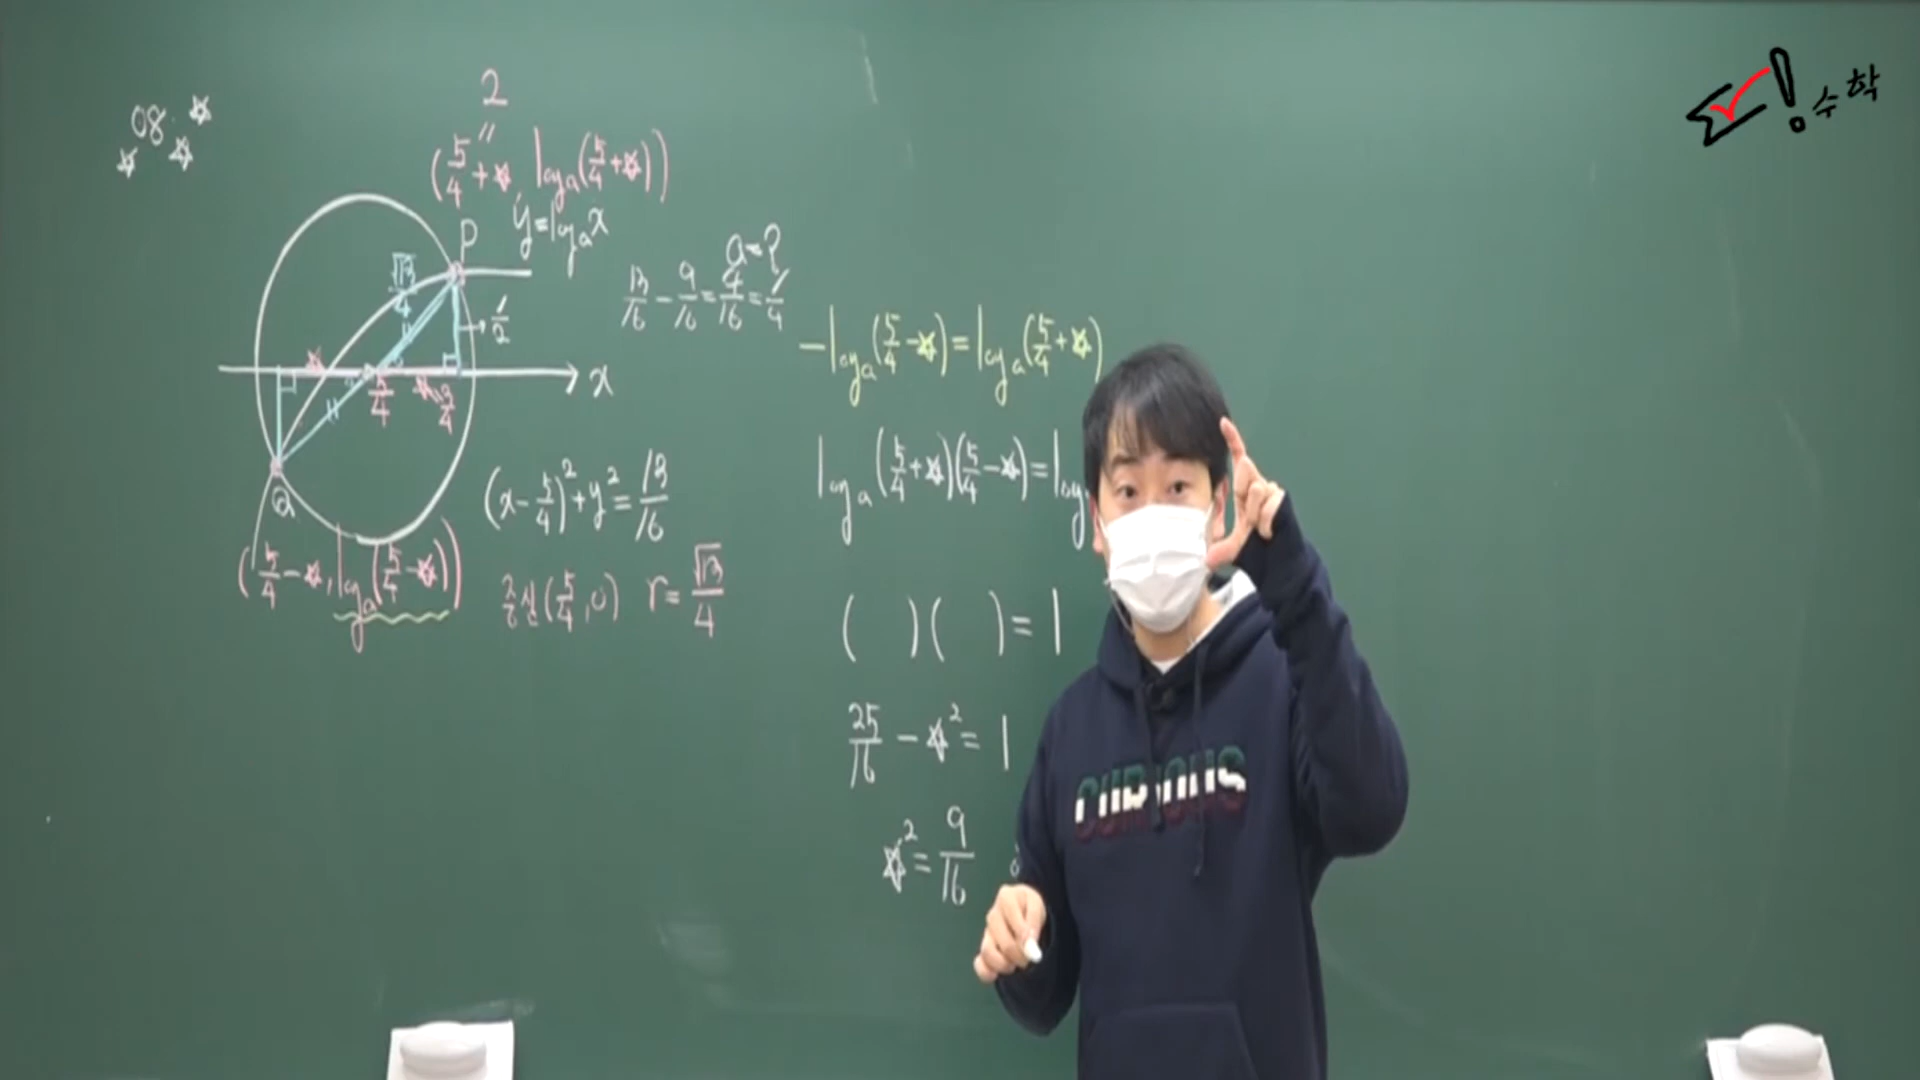 08 ☆☆☆
2
〃
(5/4+☆, log_a(5/4+☆))
y=log_a x
P
a=?
√13/4
13/16-9/16=4/16=1/4
→1/2
☆
x
5/4
☆ 〃 3/4
Q
(5/4-☆, log_a(5/4-☆))
(x-5/4)²+y²=13/16
중심(5/4,0) r=√13/4
-log_a(5/4-☆)=log_a(5/4+☆)
log_a(5/4+☆)(5/4-☆)=log
( )( )=1
25/16-☆²=1
☆²=9/16
수학
CURIOUS